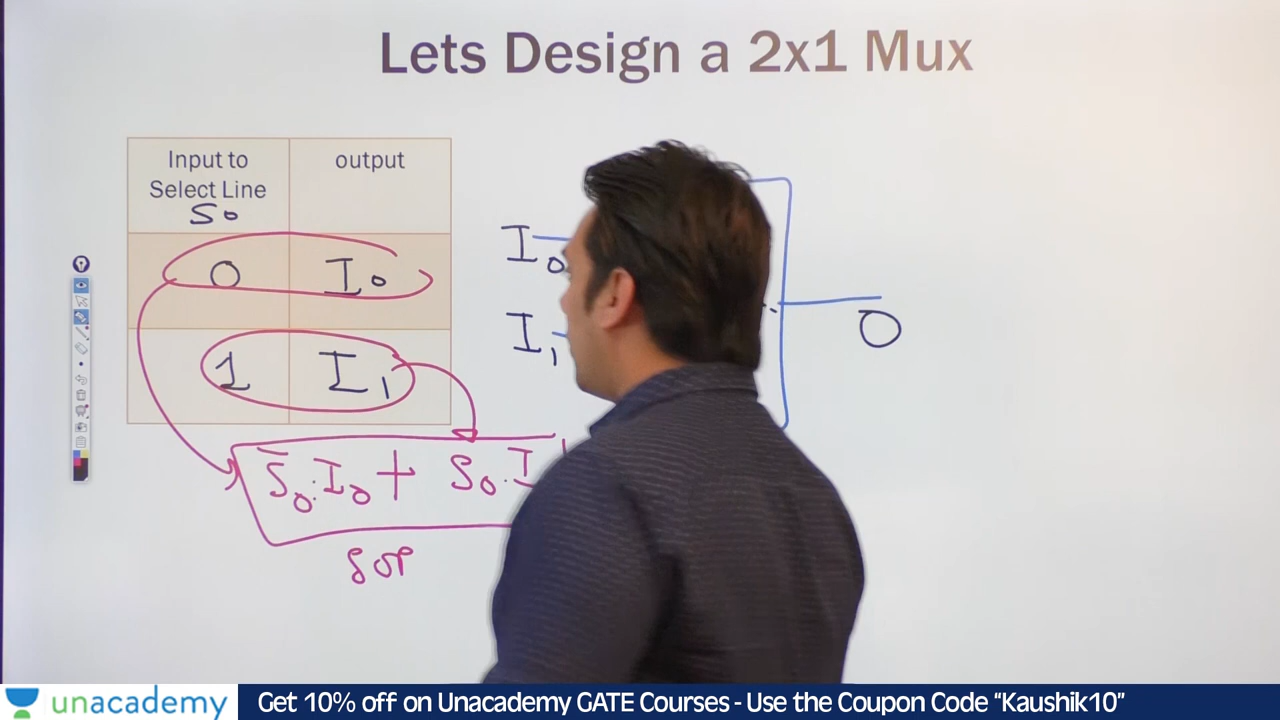 Lets Design a 2x1 Mux
Input to
Select Line
S0
output
0
I0
1
I1
I0
I1
O
S̄0.I0 + S0.I
SOP
unacademy
Get 10% off on Unacademy GATE Courses - Use the Coupon Code “Kaushik10”